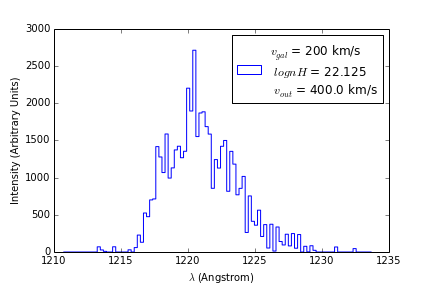 3000
2500
2000
1500
1000
500
0
1210
1215
1220
1225
1230
1235
Intensity (Arbitrary Units)
λ (Angstrom)
v_gal = 200 km/s
lognH = 22.125
v_out = 400.0 km/s